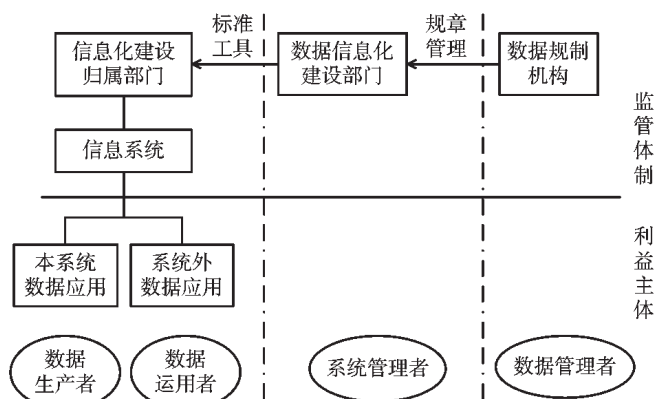 标准
工具
规章
管理
信息化建设
归属部门
数据信息化
建设部门
数据规制
机构
监管体制
信息系统
利益主体
本系统
数据应用
系统外
数据应用
数据
生产者
数据
运用者
系统管理者
数据管理者